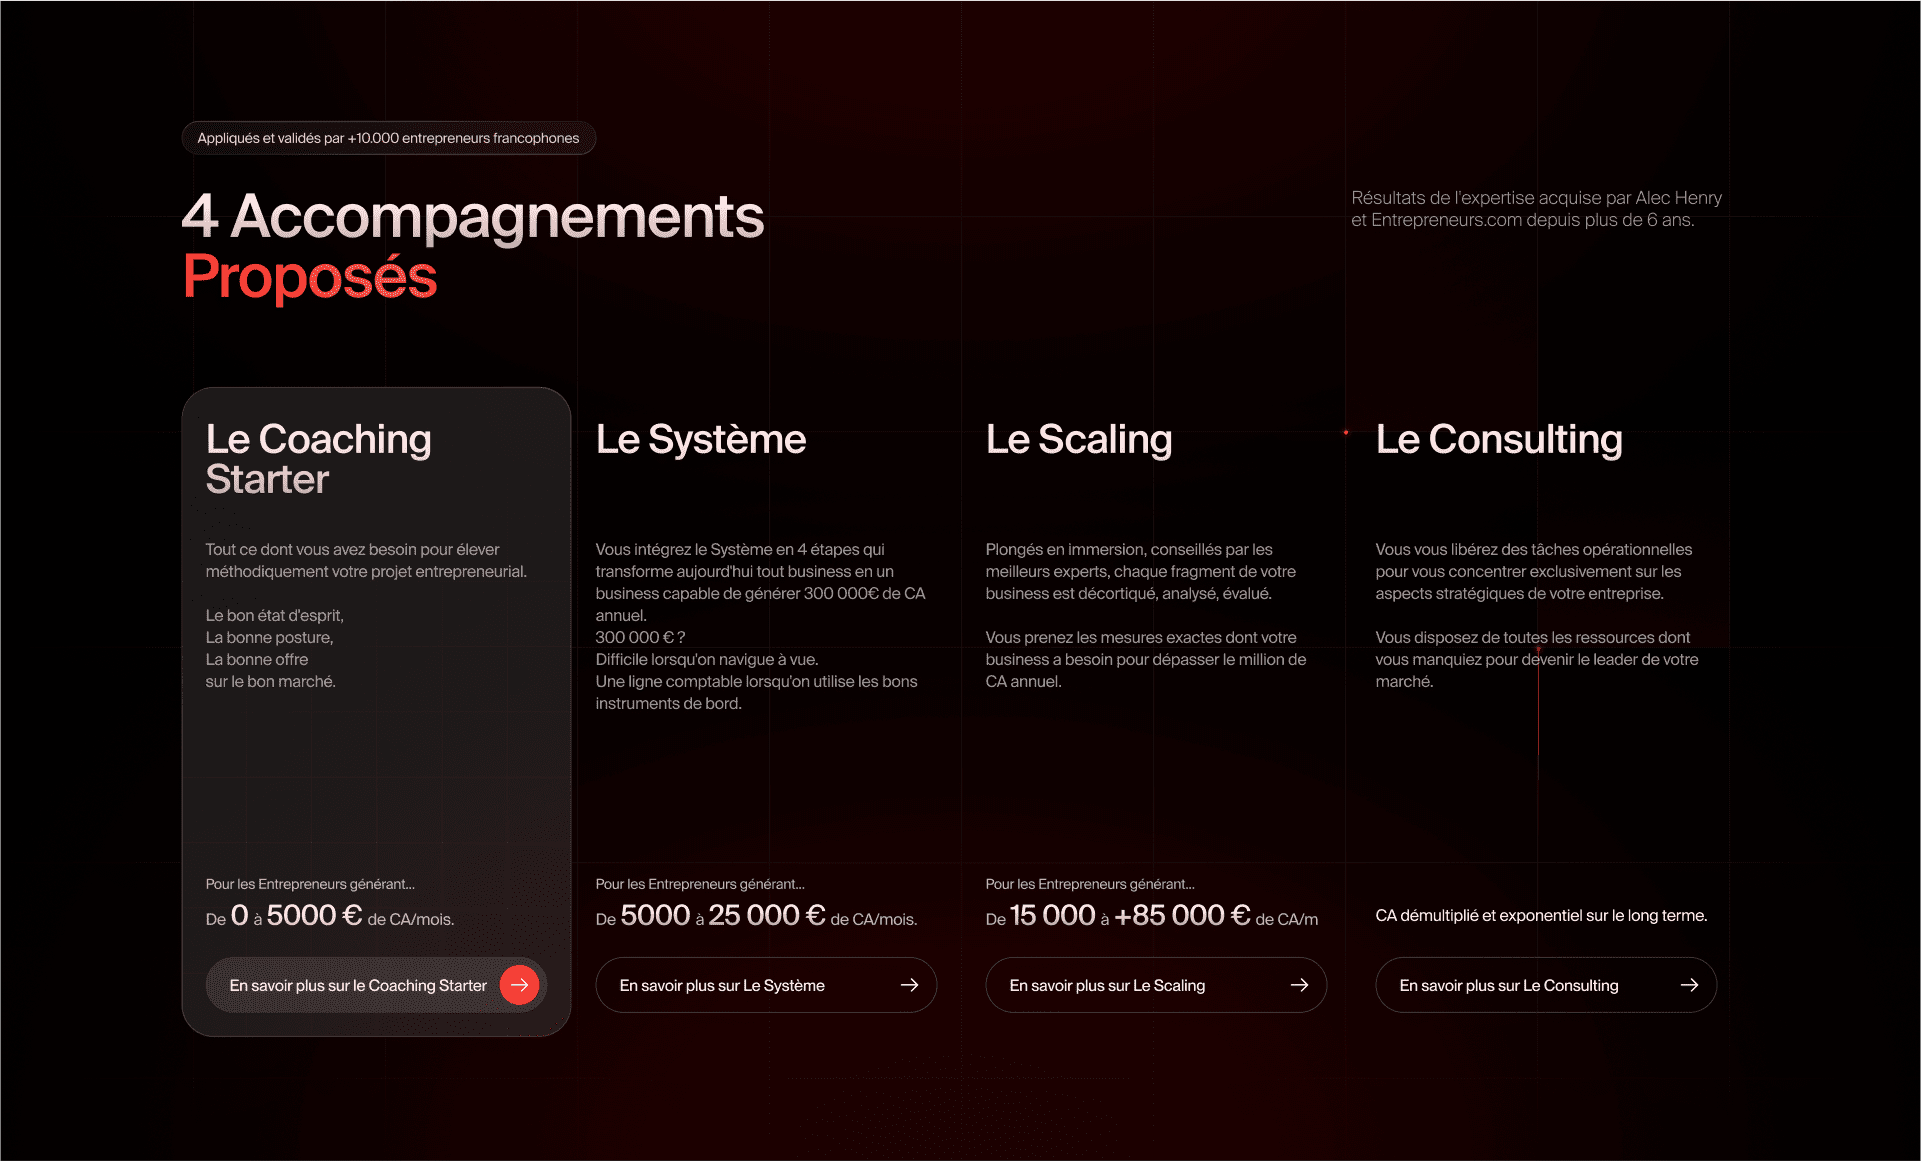 Appliqués et validés par +10.000 entrepreneurs francophones
4 Accompagnements
Proposés
Résultats de l'expertise acquise par Alec Henry
et Entrepreneurs.com depuis plus de 6 ans.
Le Coaching
Starter
Tout ce dont vous avez besoin pour élever
méthodiquement votre projet entrepreneurial.
Le bon état d'esprit,
La bonne posture,
La bonne offre
sur le bon marché.
Pour les Entrepreneurs générant...
De 0 à 5000 € de CA/mois.
En savoir plus sur le Coaching Starter
Le Système
Vous intégrez le Système en 4 étapes qui
transforme aujourd'hui tout business en un
business capable de générer 300 000€ de CA
annuel.
300 000 € ?
Difficile lorsqu'on navigue à vue.
Une ligne comptable lorsqu'on utilise les bons
instruments de bord.
Pour les Entrepreneurs générant...
De 5000 à 25 000 € de CA/mois.
En savoir plus sur Le Système
Le Scaling
Plongés en immersion, conseillés par les
meilleurs experts, chaque fragment de votre
business est décortiqué, analysé, évalué.
Vous prenez les mesures exactes dont votre
business a besoin pour dépasser le million de
CA annuel.
Pour les Entrepreneurs générant...
De 15 000 à +85 000 € de CA/m
En savoir plus sur Le Scaling
Le Consulting
Vous vous libérez des tâches opérationnelles
pour vous concentrer exclusivement sur les
aspects stratégiques de votre entreprise.
Vous disposez de toutes les ressources dont
vous manquiez pour devenir le leader de votre
marché.
CA démultiplié et exponentiel sur le long terme.
En savoir plus sur Le Consulting